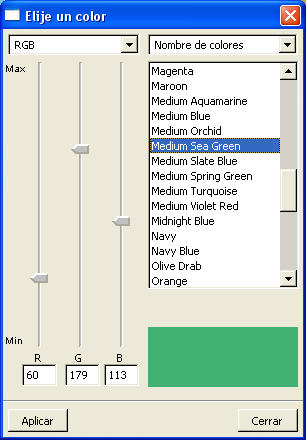 Elije un color
RGB
Nombre de colores
Max
Magenta
Maroon
Medium Aquamarine
Medium Blue
Medium Orchid
Medium Sea Green
Medium Slate Blue
Medium Spring Green
Medium Turquoise
Medium Violet Red
Midnight Blue
Navy
Navy Blue
Olive Drab
Orange
Min
R G B
60 179 113
Aplicar
Cerrar